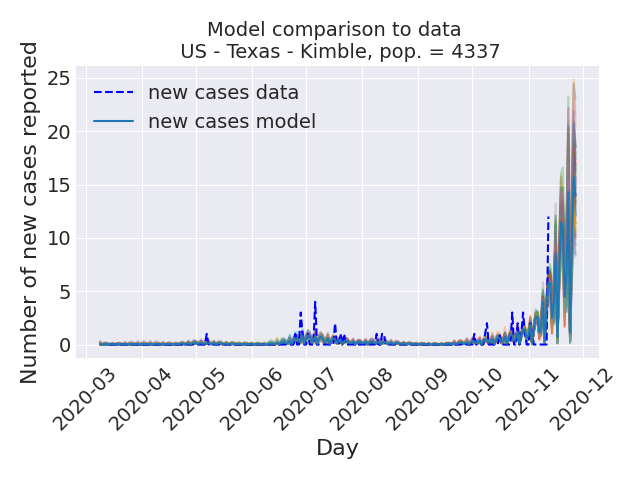 Model comparison to data
US - Texas - Kimble, pop. = 4337
Number of new cases reported
25
20
15
10
5
0
new cases data
new cases model
2020-03
2020-04
2020-05
2020-06
2020-07
2020-08
2020-09
2020-10
2020-11
2020-12
Day